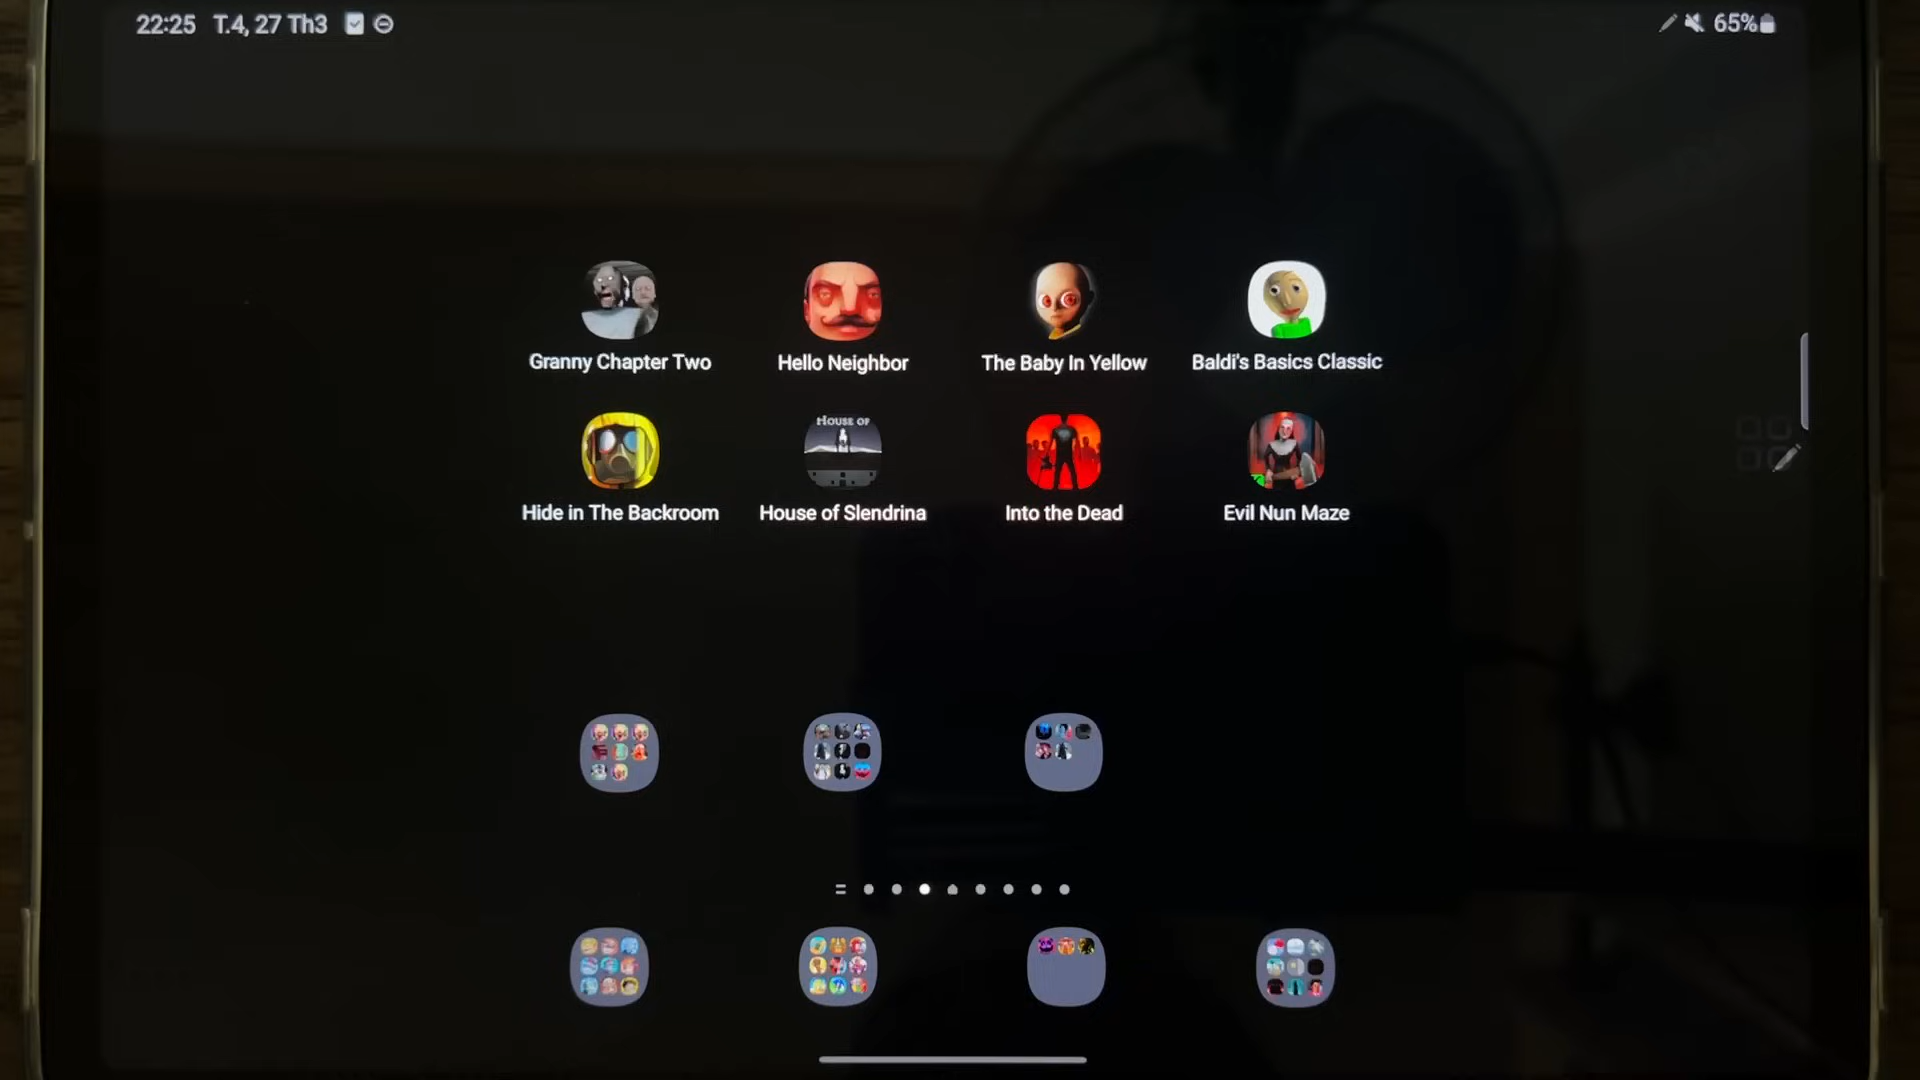 22:25 T.4, 27 Th3 65%
Granny Chapter Two Hello Neighbor The Baby In Yellow Baldi's Basics Classic
HOUSE OF
Hide in The Backroom House of Slendrina Into the Dead Evil Nun Maze